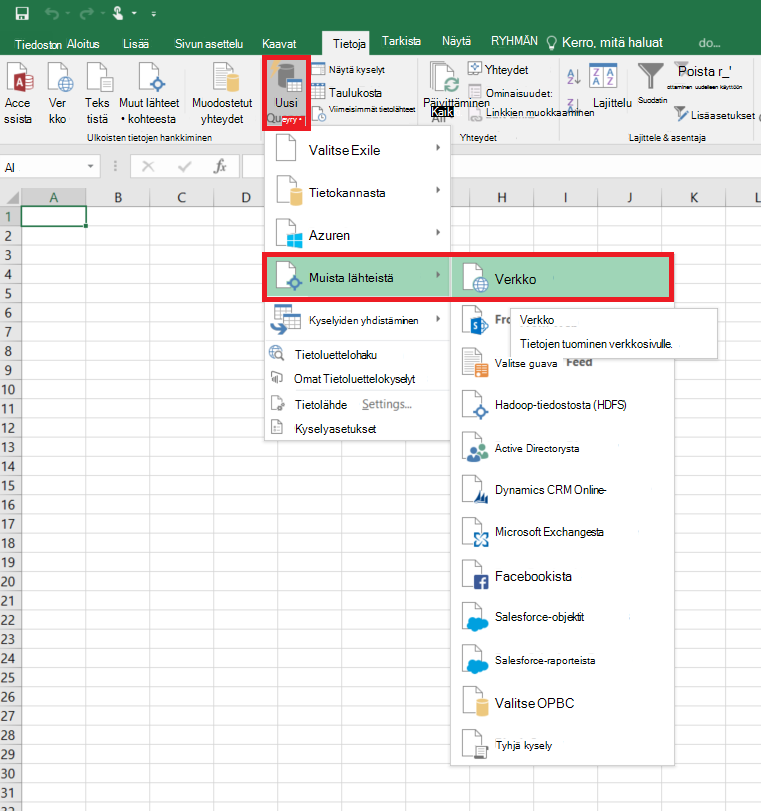 Tiedoston Aloitus Lisää Sivun asettelu Kaavat Tietoja Tarkista Näytä RYHMÄN Kerro, mitä haluat do...
Acce
ssista
Ver
kko
Teks
tistä
Muut lähteet
• kohteesta
Muodostetut
yhteydet
Ulkoisten tietojen hankkiminen
Uusi
Näytä kyselyt
Taulukosta
Viimeisimmät tietolähteet
Päivittäminen
Kaik
All
Yhteydet
Ominaisuudet:
Linkkien muokkaaminen
Yhteydet
Lajittelu
Suodatin
Poista r_'
ottaminen uudelleen käyttöön
Lisäasetukset
Lajittele & asentaja
AI
fx
A B C D H I J K L
1
2
3
4
5
6
7
8
9
10
11
12
13
14
15
16
17
18
19
20
21
22
23
24
25
26
27
28
29
30
31
Valitse Exile
Tietokannasta
Azuren
Muista lähteistä
Kyselyiden yhdistäminen
Tietoluettelohaku
Omat Tietoluettelokyselyt
Tietolähde Settings...
Kyselyasetukset
Verkko
Fro
Verkko
Tietojen tuominen verkkosivulle.
Valitse guava Feed
Hadoop-tiedostosta (HDFS)
Active Directorysta
Dynamics CRM Online-
Microsoft Exchangesta
Facebookista
Salesforce-objektit
Salesforce-raporteista
Valitse OPBC
Tyhjä kysely